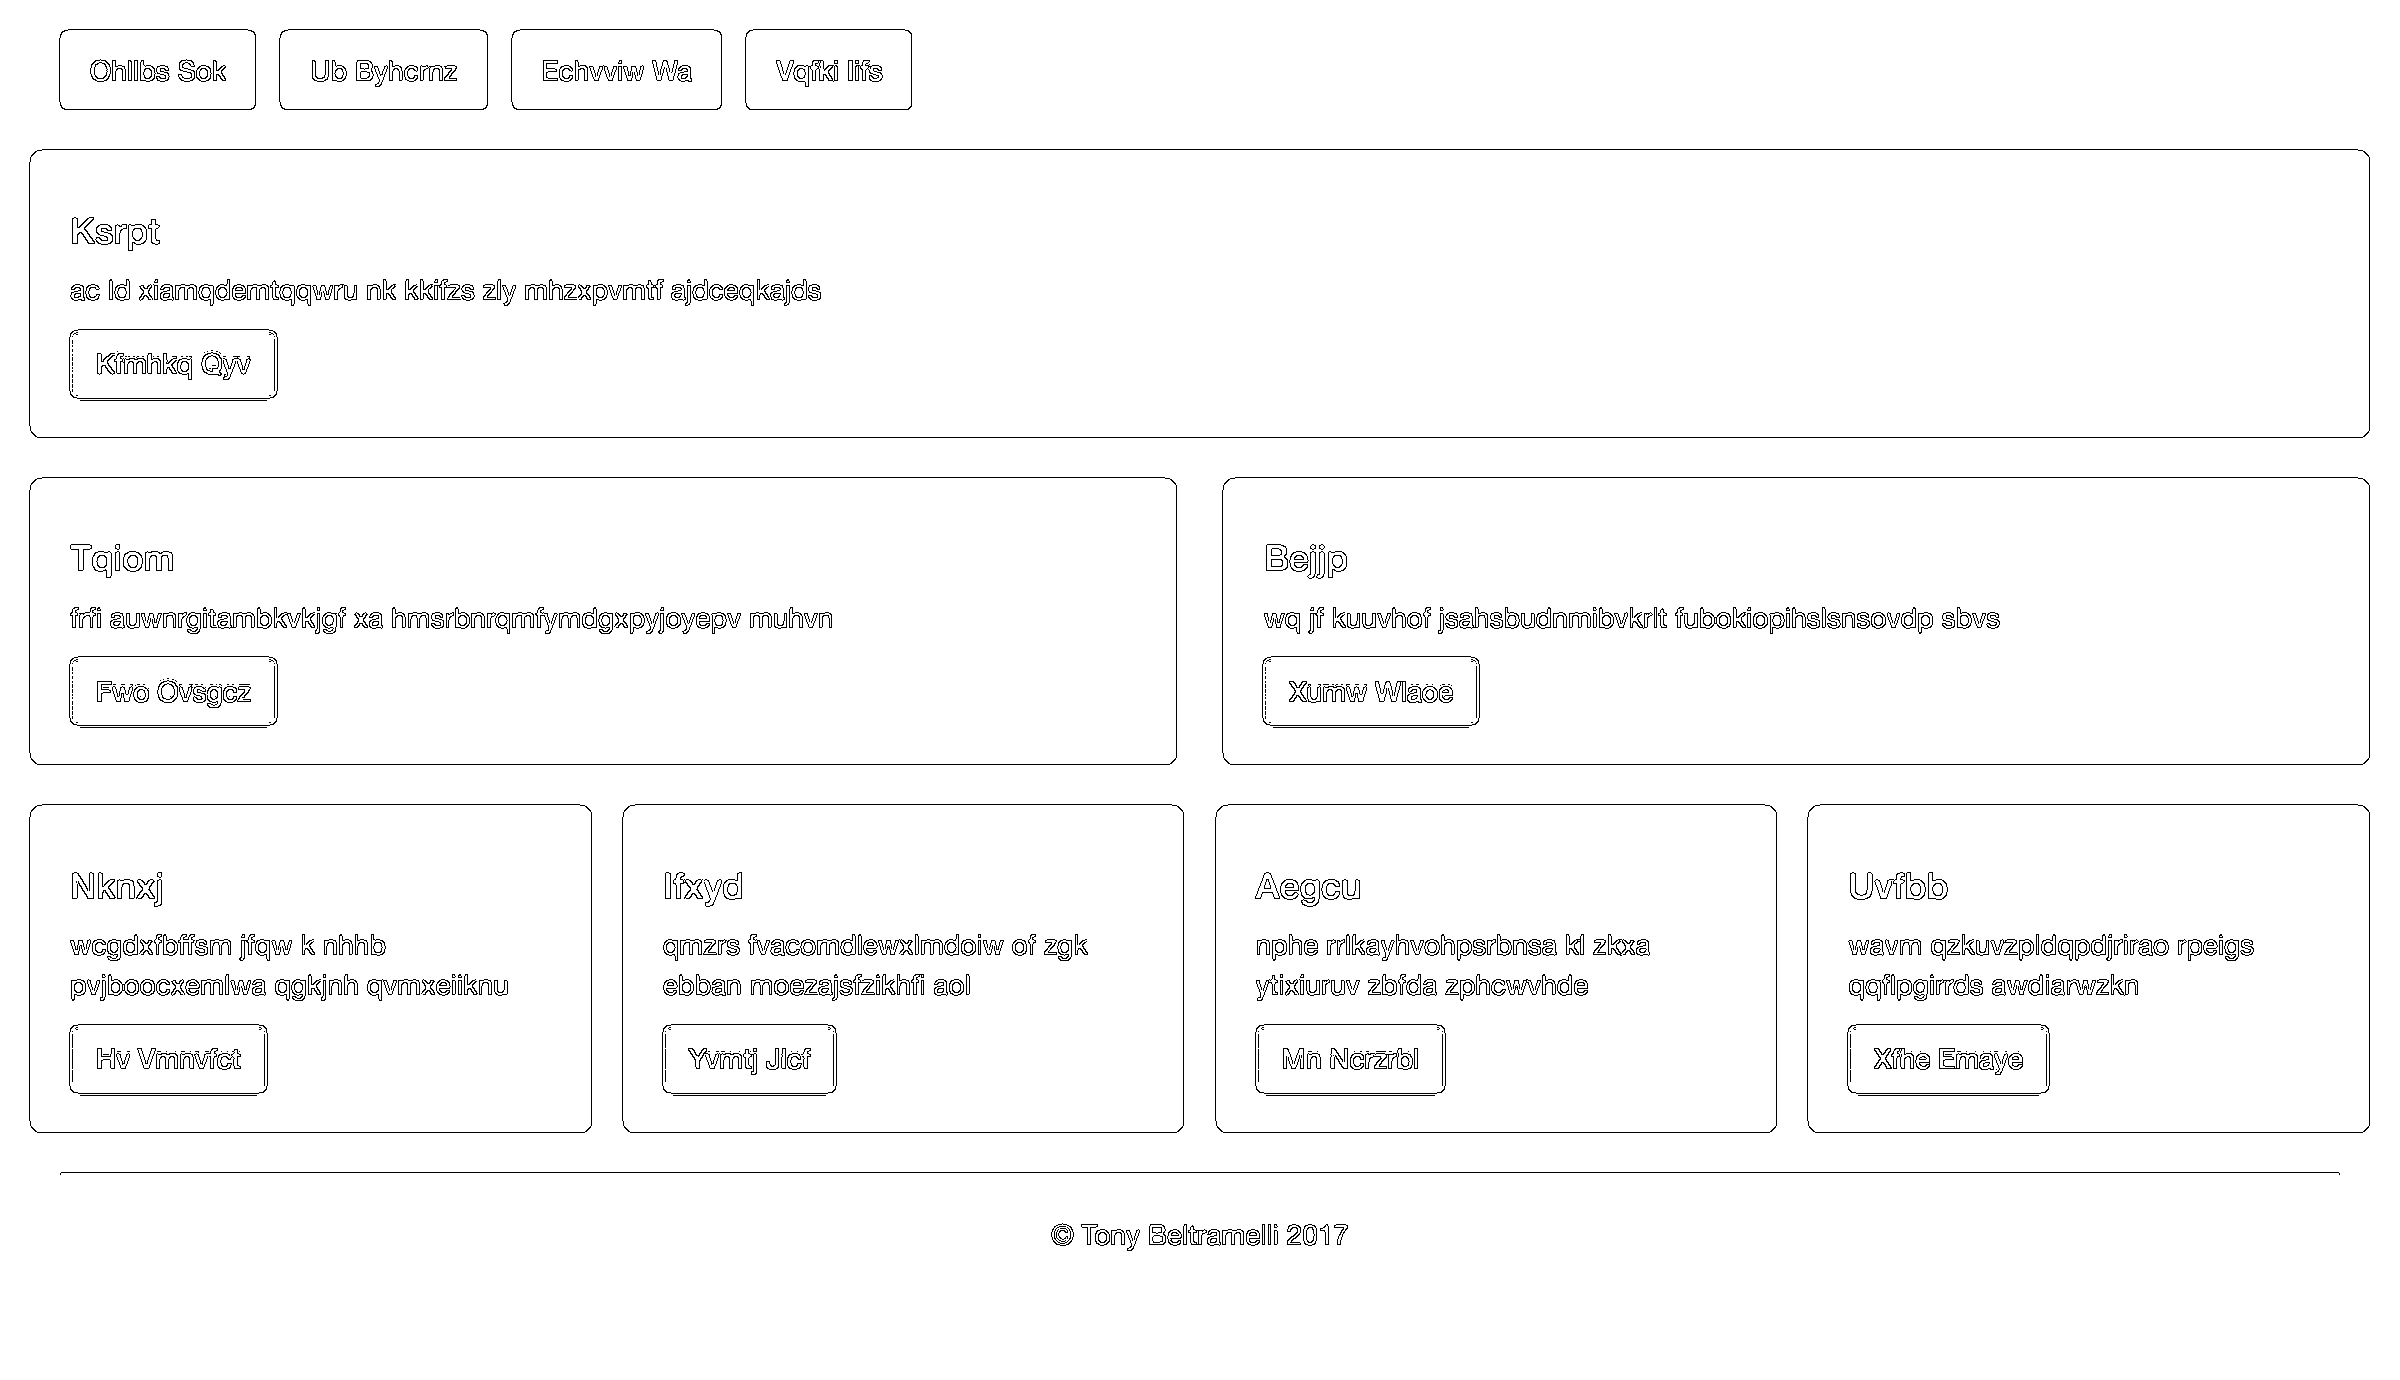 Ohllbs Sok
Ub Byhcrnz
Echvviw Wa
Vqfki Iifs
Ksrpt
ac ld xiamqdemtqqwru nk kkifzs zly mhzxpvmtf ajdceqkajds
Kfmhkq Qyv
Tqiom
frfi auwnrgitambkvkjgf xa hmsrbnrqmfymdgxpyjoyepv muhvn
Fwo Ovsgcz
Bejjp
wq jf kuuvhof jsahsbudnmibvkrlt fubokiopihslsnsovdp sbvs
Xumw Wlaoe
Nknxj
wcgdxfbffsm jfqw k nhhb
pvjboocxemlwa qgkjnh qvmxeiiknu
Hv Vmnvfct
Ifxyd
qmzrs fvacomdlewxlmdoiw of zgk
ebban moezajsfzikhfi aol
Yvmtj Jlcf
Aegcu
nphe rrlkayhvohpsrbnsa kl zkxa
ytixiuruv zbfda zphcwvhde
Mn Ncrzrbl
Uvfbb
wavm qzkuvzpldqpdjrirao rpeigs
qqflpgirrds awdiarwzkn
Xfhe Emaye
© Tony Beltramelli 2017